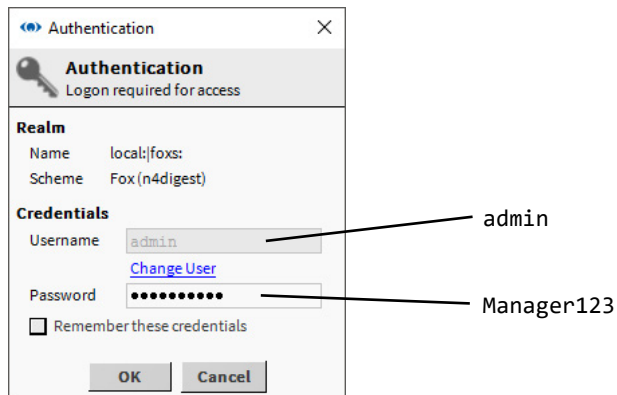 Authentication
Authentication
Logon required for access
Realm
Name local:|foxs:
Scheme Fox (n4digest)
Credentials
Username admin
admin
Change User
Password ●●●●●●●●●●
Manager123
Remember these credentials
OK Cancel